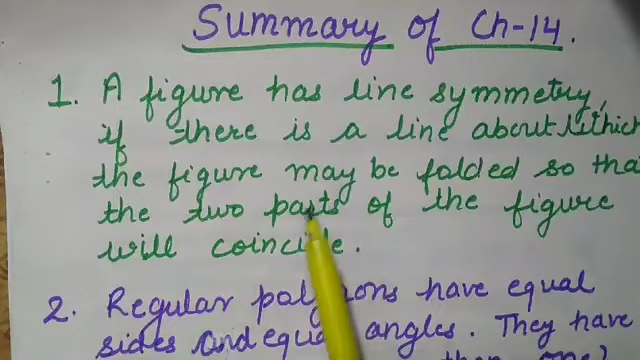 Summary of Ch-14.
1. A figure has line symmetry,
if there is a line about which
the figure may be folded so tha
the two parts of the figure
will coincide.
2. Regular polygons have equal
sides and equal angles. They have
than one)